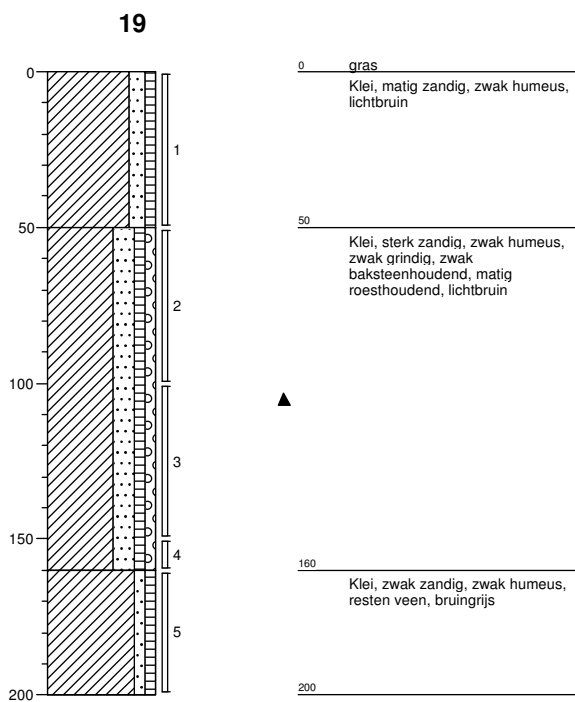 19
0
50
100
150
200
1
2
3
4
5
0 gras
Klei, matig zandig, zwak humeus,
lichtbruin
50
Klei, sterk zandig, zwak humeus,
zwak grindig, zwak
baksteenhoudend, matig
roesthoudend, lichtbruin
160
Klei, zwak zandig, zwak humeus,
resten veen, bruingrijs
200